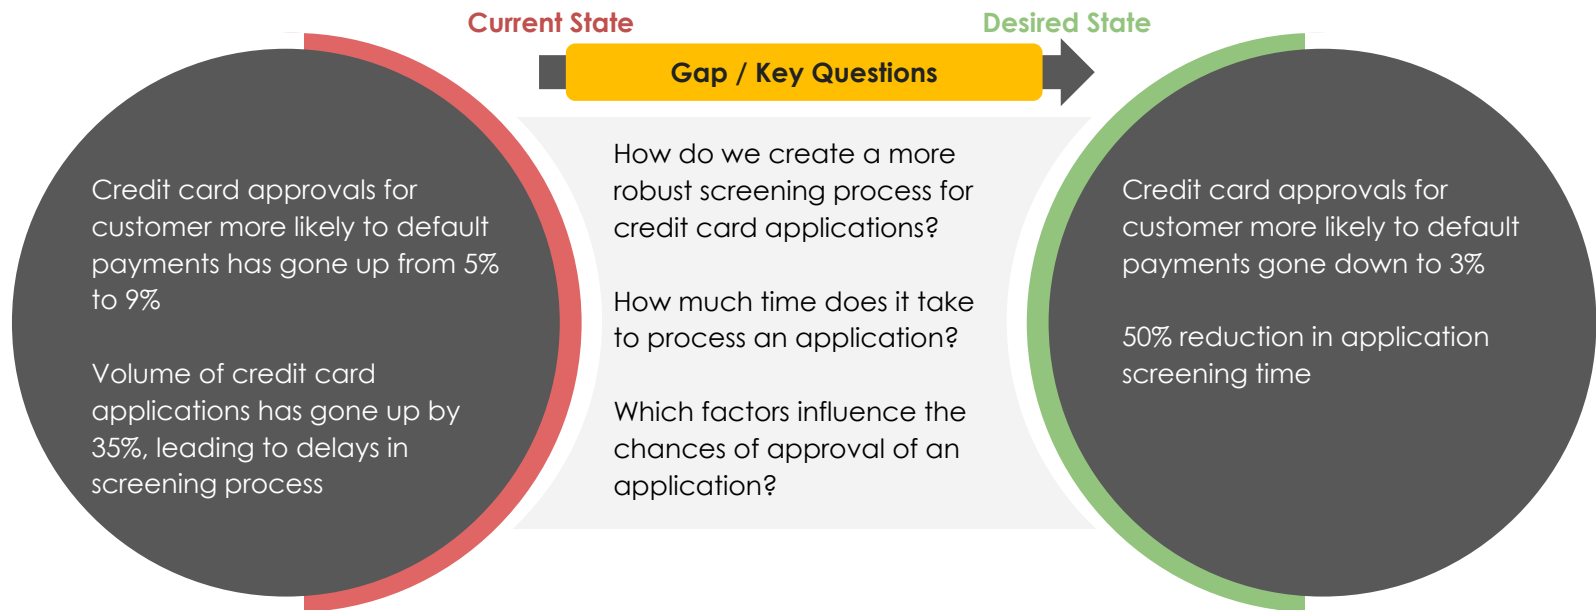 Current State
Desired State
Gap / Key Questions
Credit card approvals for
customer more likely to default
payments has gone up from 5%
to 9%
Volume of credit card
applications has gone up by
35%, leading to delays in
screening process
How do we create a more
robust screening process for
credit card applications?
How much time does it take
to process an application?
Which factors influence the
chances of approval of an
application?
Credit card approvals for
customer more likely to default
payments gone down to 3%
50% reduction in application
screening time